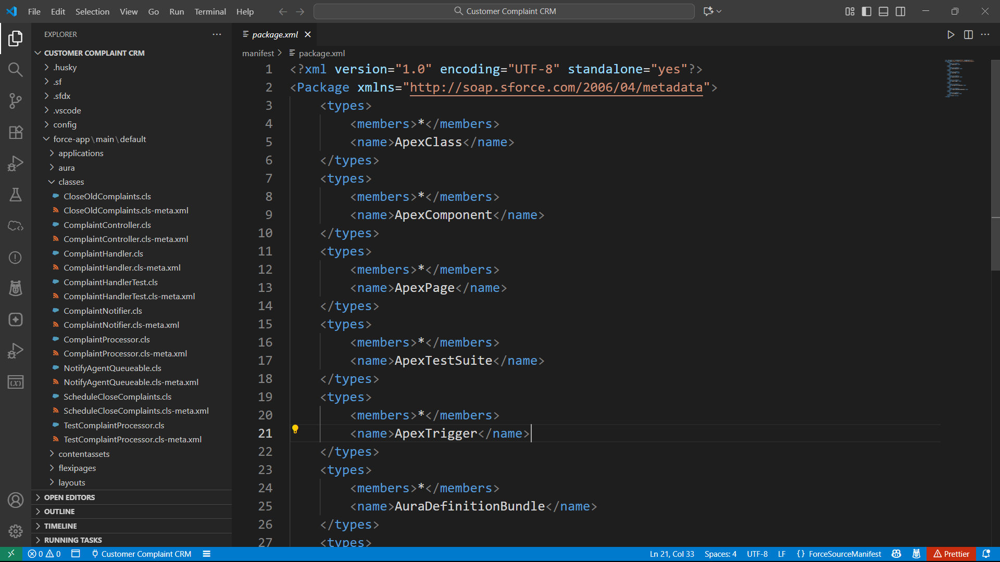 File Edit Selection View Go Run Terminal Help
Customer Complaint CRM
EXPLORER
CUSTOMER COMPLAINT CRM
.husky
.sf
.sfdx
.vscode
config
force-app\main\default
applications
aura
classes
CloseOldComplaints.cls
CloseOldComplaints.cls-meta.xml
ComplaintController.cls
ComplaintController.cls-meta.xml
ComplaintHandler.cls
ComplaintHandler.cls-meta.xml
ComplaintHandlerTest.cls
ComplaintHandlerTest.cls-meta.xml
ComplaintNotifier.cls
ComplaintNotifier.cls-meta.xml
ComplaintProcessor.cls
ComplaintProcessor.cls-meta.xml
NotifyAgentQueueable.cls
NotifyAgentQueueable.cls-meta.xml
ScheduleCloseComplaints.cls
ScheduleCloseComplaints.cls-meta.xml
TestComplaintProcessor.cls
TestComplaintProcessor.cls-meta.xml
contentassets
flexipages
layouts
OPEN EDITORS
OUTLINE
TIMELINE
RUNNING TASKS
package.xml
manifest > package.xml
1 <?xml version="1.0" encoding="UTF-8" standalone="yes"?>
2 <Package xmlns="http://soap.sforce.com/2006/04/metadata">
3 <types>
4 <members>*</members>
5 <name>ApexClass</name>
6 </types>
7 <types>
8 <members>*</members>
9 <name>ApexComponent</name>
10 </types>
11 <types>
12 <members>*</members>
13 <name>ApexPage</name>
14 </types>
15 <types>
16 <members>*</members>
17 <name>ApexTestSuite</name>
18 </types>
19 <types>
20 <members>*</members>
21 <name>ApexTrigger</name>
22 </types>
23 <types>
24 <members>*</members>
25 <name>AuraDefinitionBundle</name>
26 </types>
27 <types>
0 0 Customer Complaint CRM Ln 21, Col 33 Spaces: 4 UTF-8 LF {} ForceSourceManifest Prettier